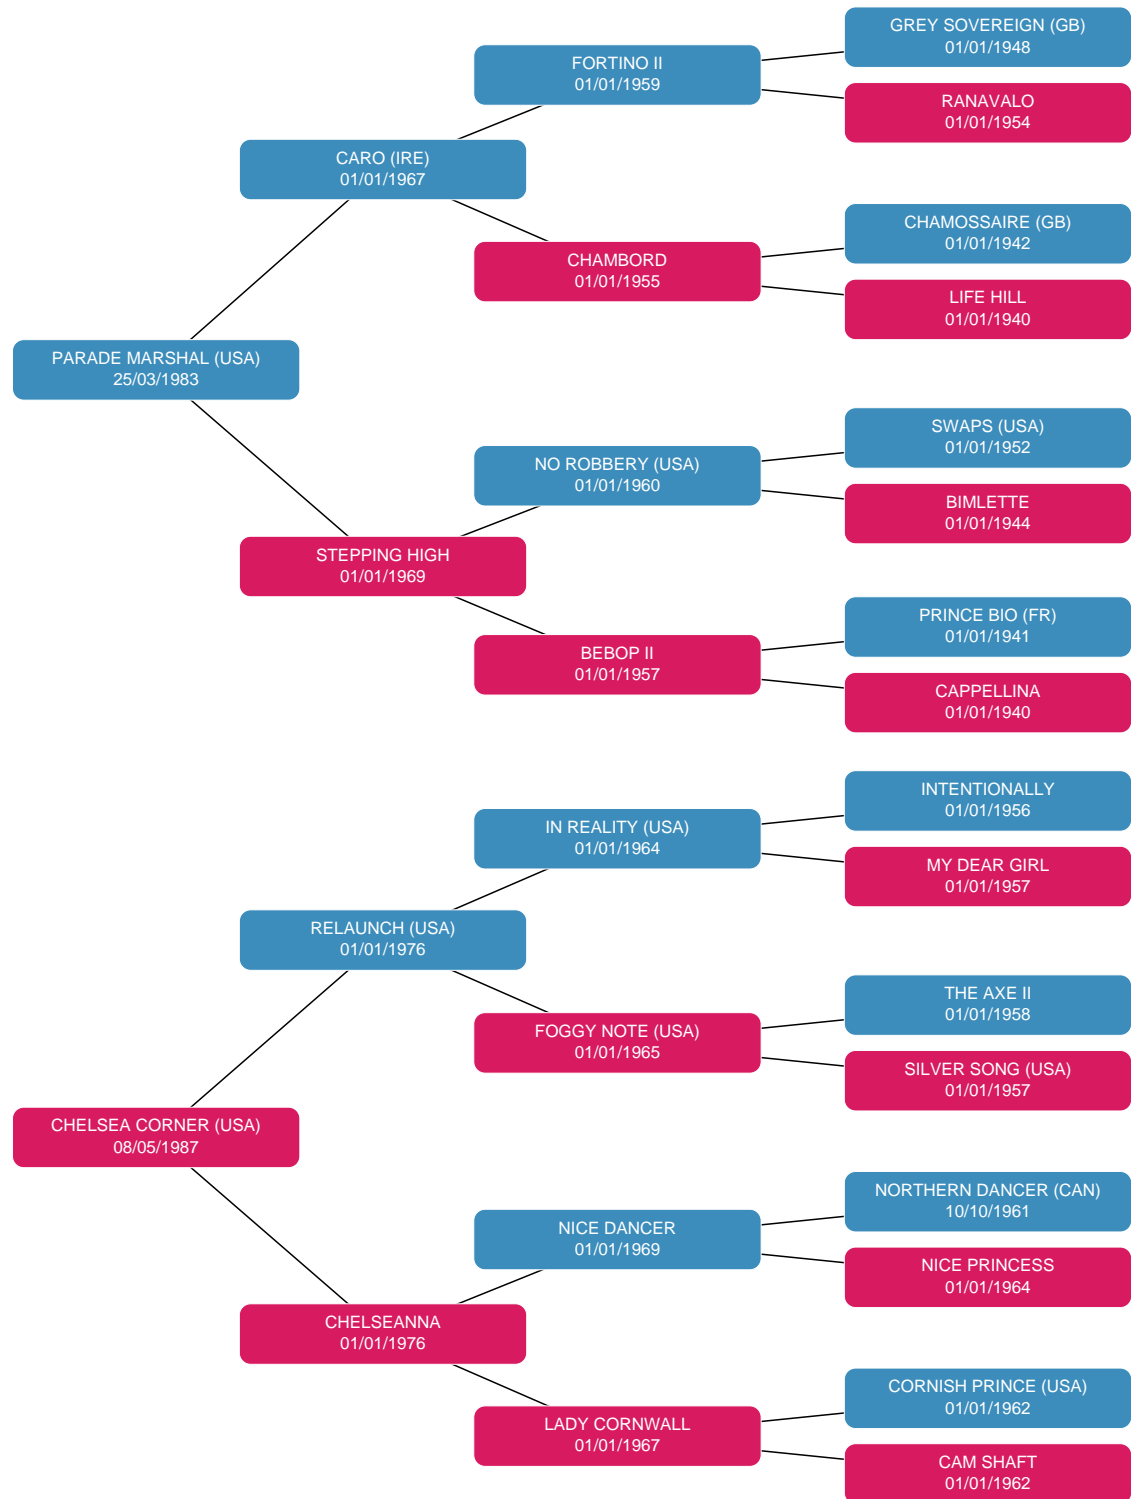 GREY SOVEREIGN (GB)
01/01/1948
FORTINO II
01/01/1959
RANAVALO
01/01/1954
CARO (IRE)
01/01/1967
CHAMOSSAIRE (GB)
01/01/1942
CHAMBORD
01/01/1955
LIFE HILL
01/01/1940
PARADE MARSHAL (USA)
25/03/1983
SWAPS (USA)
01/01/1952
NO ROBBERY (USA)
01/01/1960
BIMLETTE
01/01/1944
STEPPING HIGH
01/01/1969
PRINCE BIO (FR)
01/01/1941
BEBOP II
01/01/1957
CAPPELLINA
01/01/1940
INTENTIONALLY
01/01/1956
IN REALITY (USA)
01/01/1964
MY DEAR GIRL
01/01/1957
RELAUNCH (USA)
01/01/1976
THE AXE II
01/01/1958
FOGGY NOTE (USA)
01/01/1965
SILVER SONG (USA)
01/01/1957
CHELSEA CORNER (USA)
08/05/1987
NORTHERN DANCER (CAN)
10/10/1961
NICE DANCER
01/01/1969
NICE PRINCESS
01/01/1964
CHELSEANNA
01/01/1976
CORNISH PRINCE (USA)
01/01/1962
LADY CORNWALL
01/01/1967
CAM SHAFT
01/01/1962